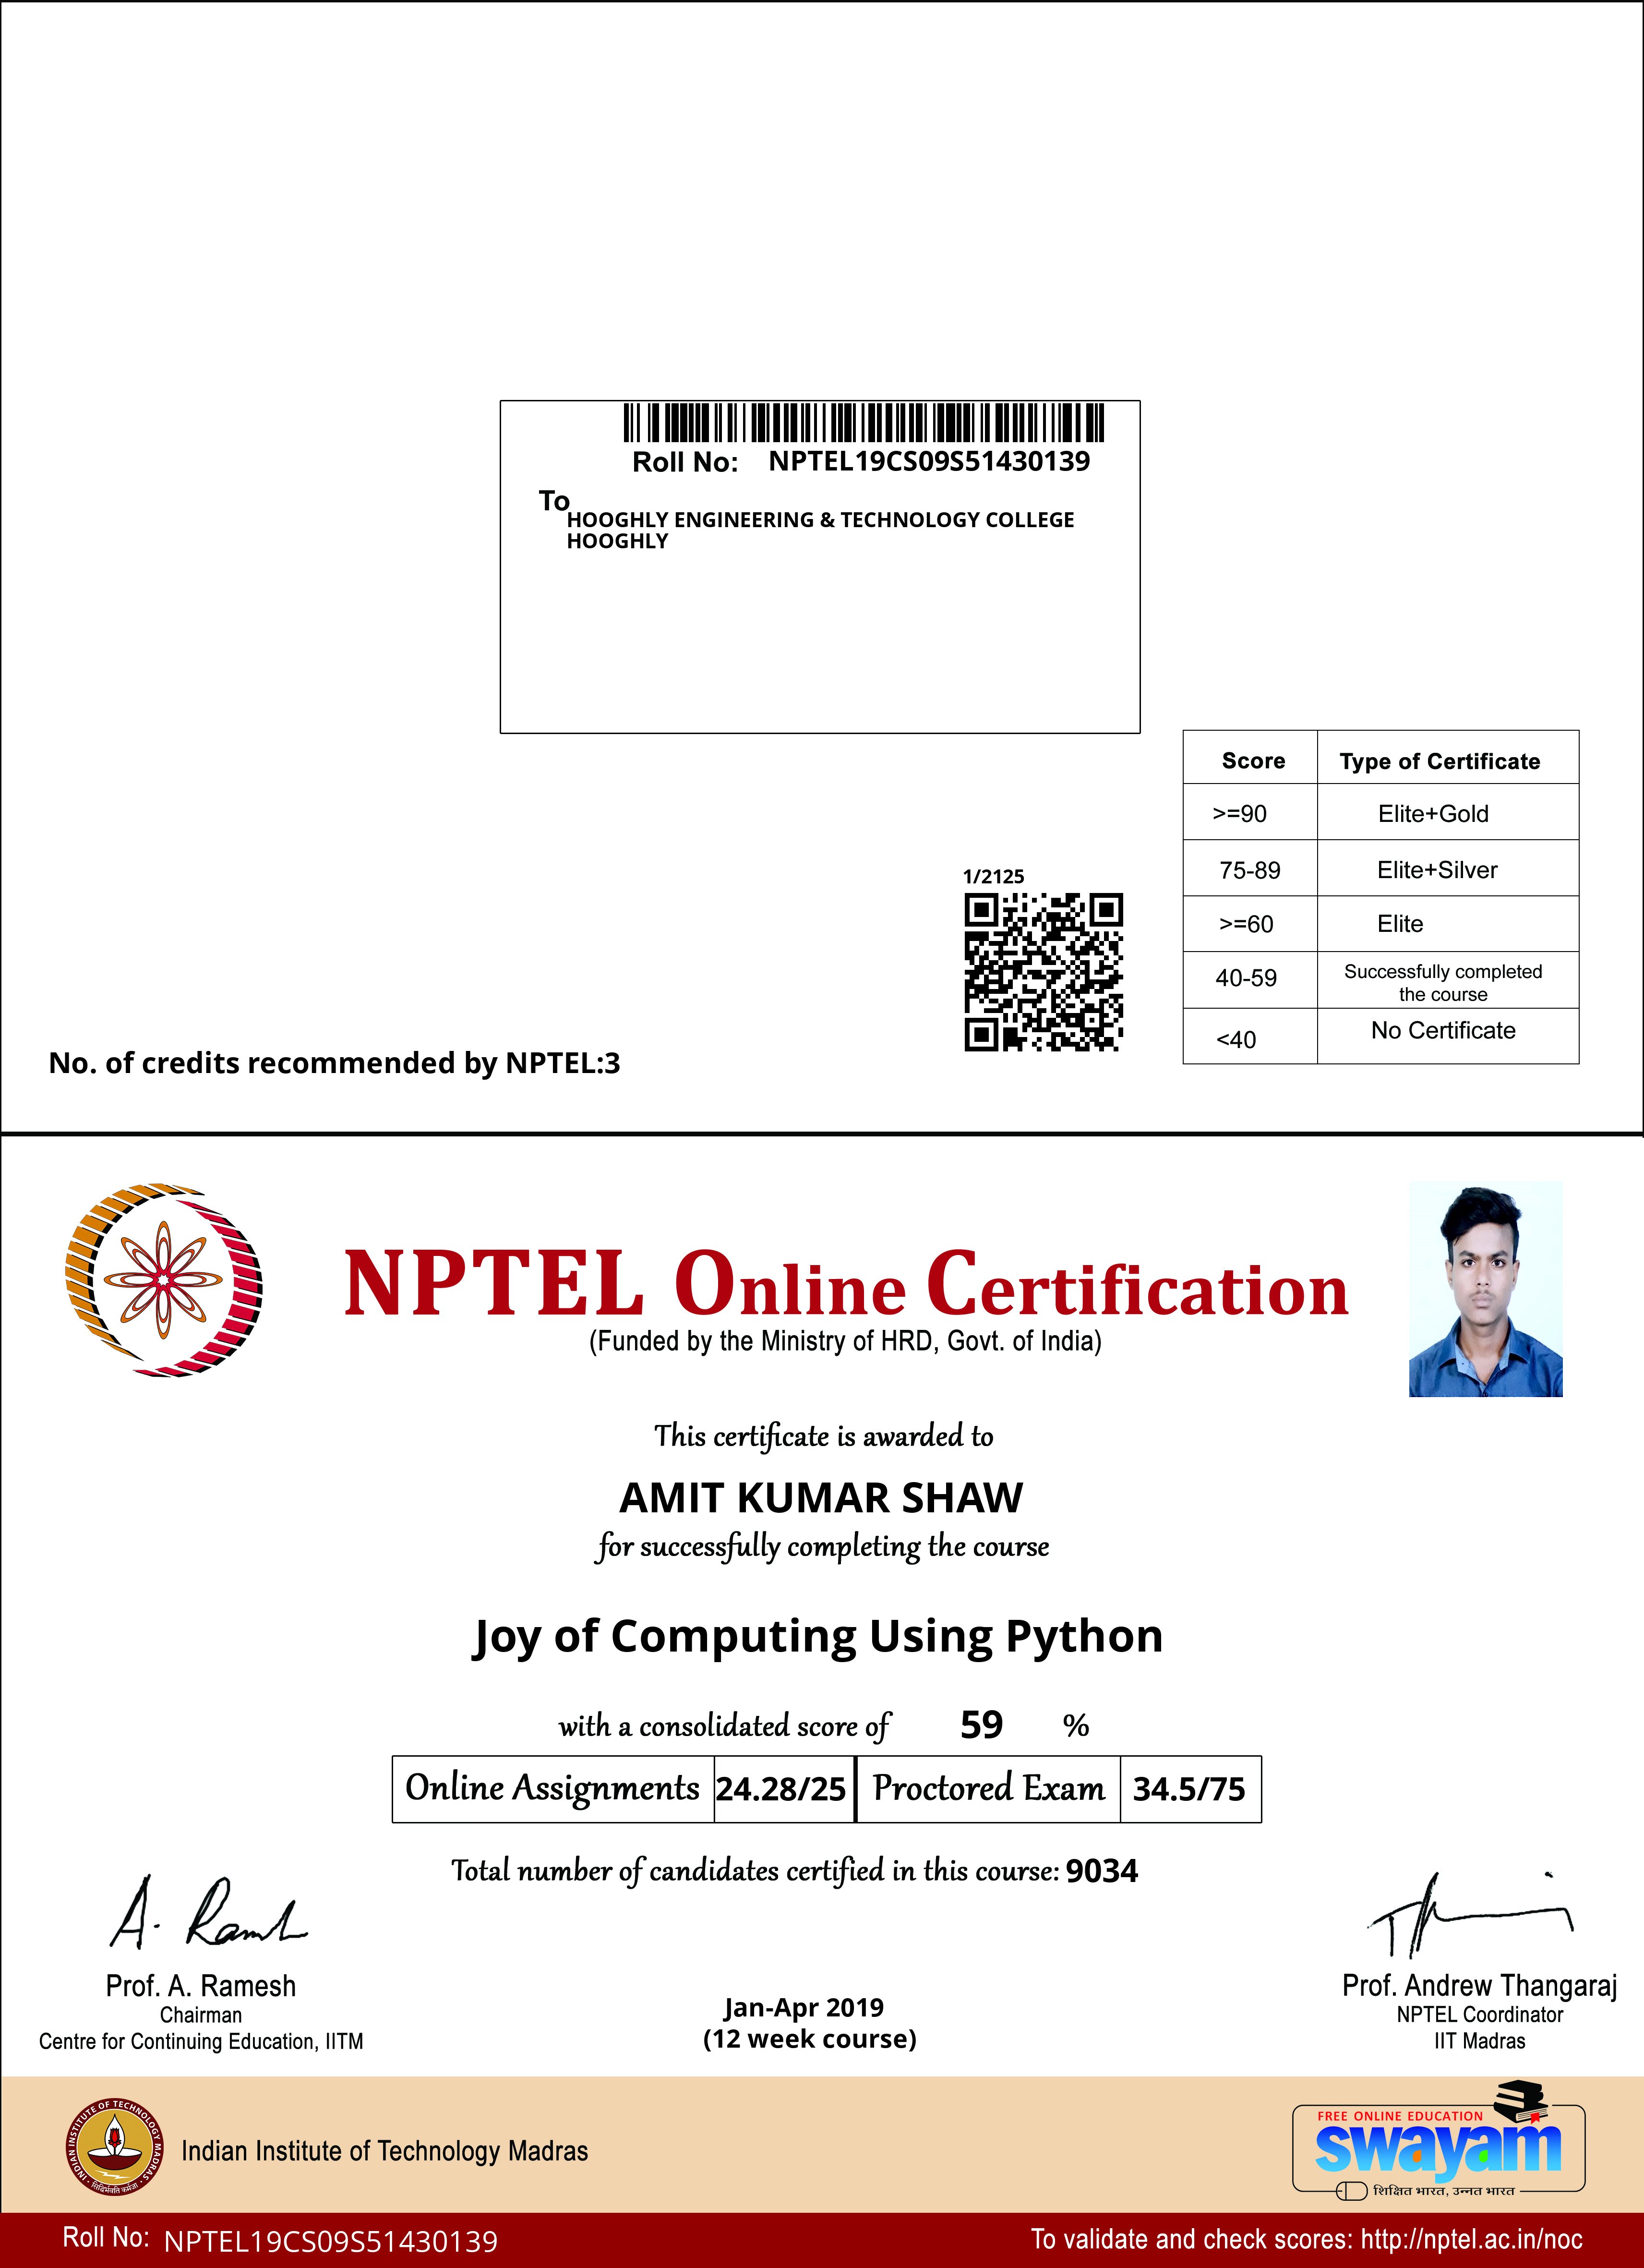 Roll No: NPTEL19CS09S51430139
To
HOOGHLY ENGINEERING & TECHNOLOGY COLLEGE
HOOGHLY
Score Type of Certificate
>=90 Elite+Gold
75-89 Elite+Silver
>=60 Elite
40-59 Successfully completed
the course
<40 No Certificate
1/2125
No. of credits recommended by NPTEL:3
NPTEL Online Certification
(Funded by the Ministry of HRD, Govt. of India)
This certificate is awarded to
AMIT KUMAR SHAW
for successfully completing the course
Joy of Computing Using Python
with a consolidated score of 59 %
Online Assignments 24.28/25 Proctored Exam 34.5/75
Total number of candidates certified in this course: 9034
Prof. A. Ramesh
Chairman
Centre for Continuing Education, IITM
Jan-Apr 2019
(12 week course)
Prof. Andrew Thangaraj
NPTEL Coordinator
IIT Madras
INDIAN INSTITUTE OF TECHNOLOGY MADRAS
सिद्धिर्भवति कर्मजा
Indian Institute of Technology Madras
FREE ONLINE EDUCATION
swayam
शिक्षित भारत, उन्नत भारत
Roll No: NPTEL19CS09S51430139
To validate and check scores: http://nptel.ac.in/noc